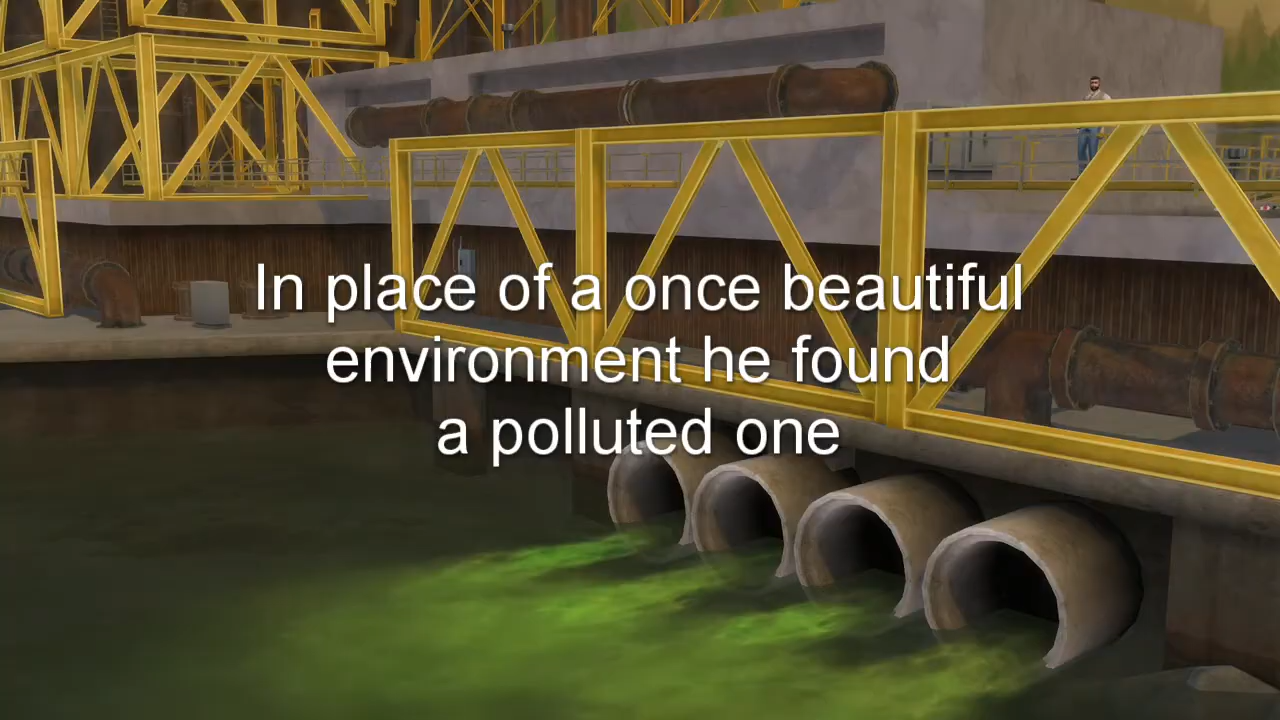 In place of a once beautiful
environment he found
a polluted one